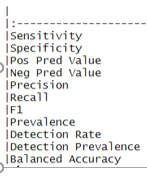 |
|:--------------------
|Sensitivity
|Specificity
|Pos Pred Value
|Neg Pred Value
|Precision
|Recall
|F1
|Prevalence
|Detection Rate
|Detection Prevalence
|Balanced Accuracy